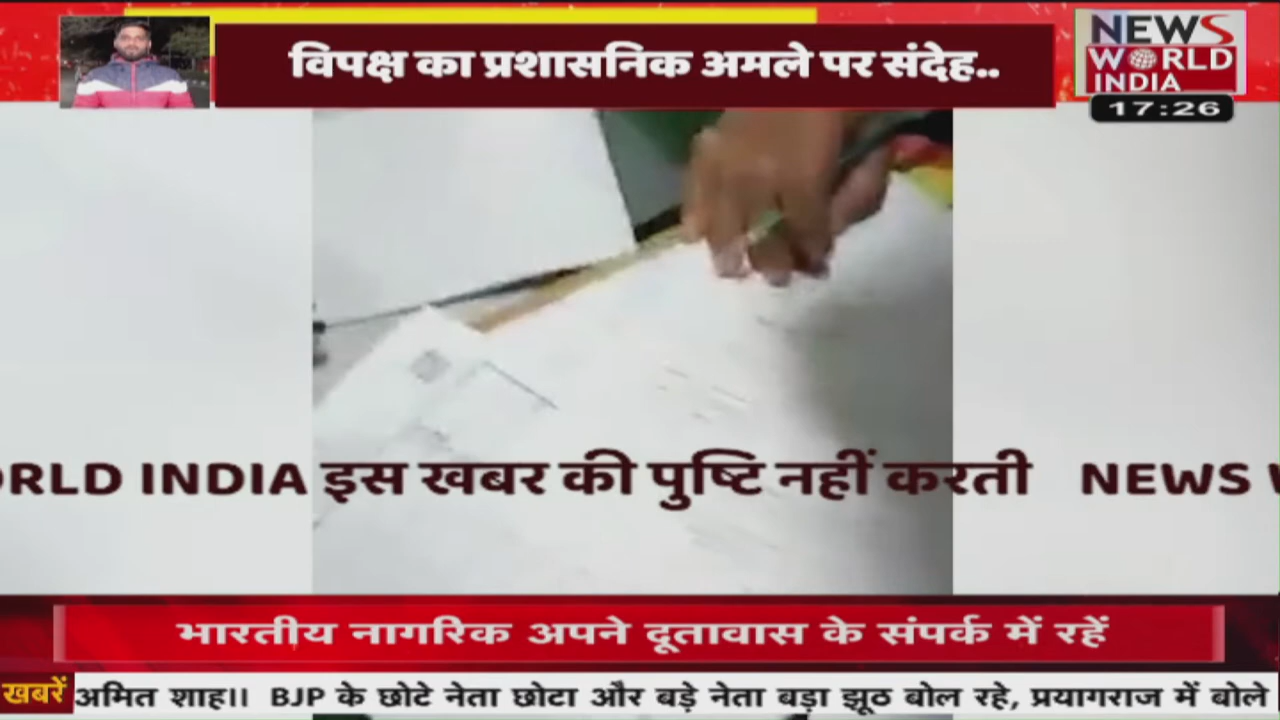 विपक्ष का प्रशासनिक अमले पर संदेह..
NEWS
WORLD
INDIA
17:26
ORLD INDIA इस खबर की पुष्टि नहीं करती NEWS W
भारतीय नागरिक अपने दूतावास के संपर्क में रहें
खबरें अमित शाह।। BJP के छोटे नेता छोटा और बड़े नेता बड़ा झूठ बोल रहे, प्रयागराज में बोले